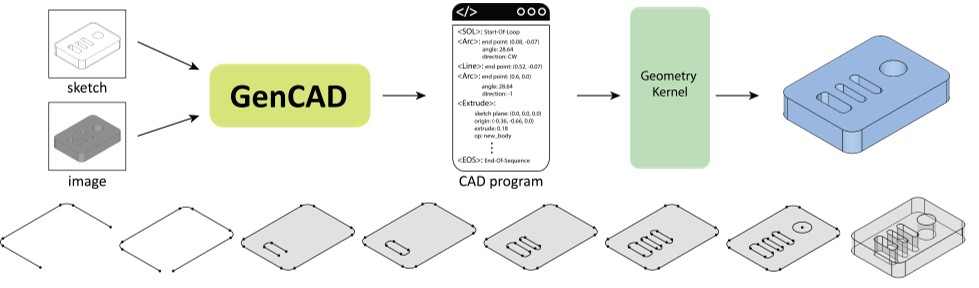 sketch
image
GenCAD
</>
<SOL>: Start-Of-Loop
<Arc>: end point: (0.08, -0.07)
angle: 28.64
direction: CW
<Line>: end point: (0.52, -0.07)
<Arc>: end point: (0.6, 0.0)
angle: 28.64
direction: -1
<Extrude>:
sketch plane: (0.0, 0.0, 0.0)
origin: (-0.36, -0.66, 0.0)
extrude: 0.18
op: new_body
⋮
<EOS>: End-Of-Sequence
CAD program
Geometry
Kernel